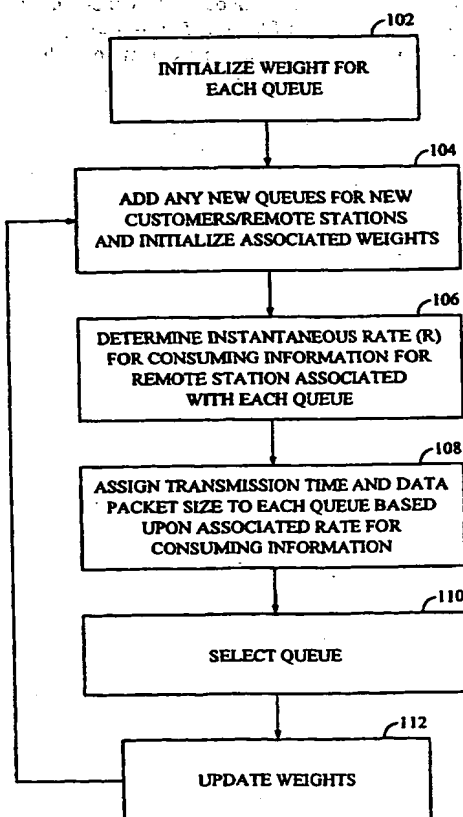 102
INITIALIZE WEIGHT FOR
EACH QUEUE
104
ADD ANY NEW QUEUES FOR NEW
CUSTOMERS/REMOTE STATIONS
AND INITIALIZE ASSOCIATED WEIGHTS
106
DETERMINE INSTANTANEOUS RATE (R)
FOR CONSUMING INFORMATION FOR
REMOTE STATION ASSOCIATED
WITH EACH QUEUE
108
ASSIGN TRANSMISSION TIME AND DATA
PACKET SIZE TO EACH QUEUE BASED
UPON ASSOCIATED RATE FOR
CONSUMING INFORMATION
110
SELECT QUEUE
112
UPDATE WEIGHTS